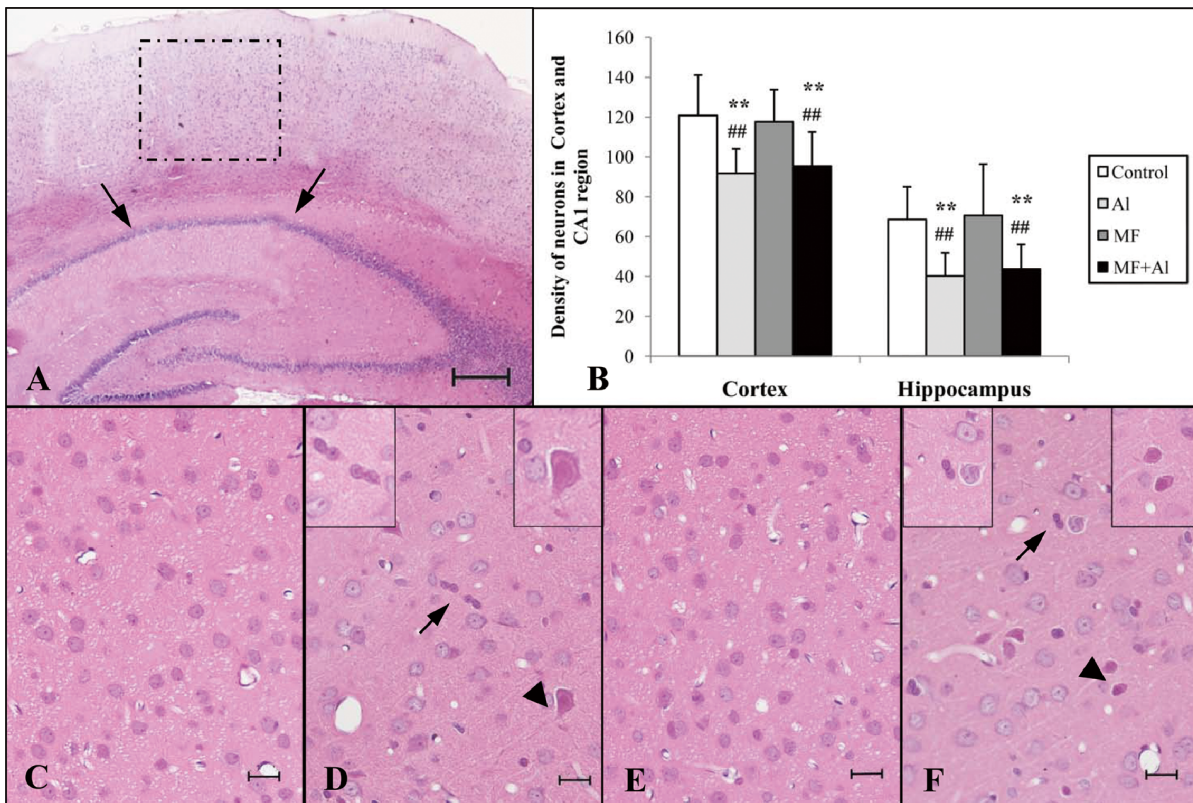 A
Density of neurons in Cortex and
CA1 region
160
140
120
100
80
60
40
20
0
**
##
**
##
**
##
**
##
Cortex
Hippocampus
Control
Al
MF
MF+Al
B
C
D
E
F